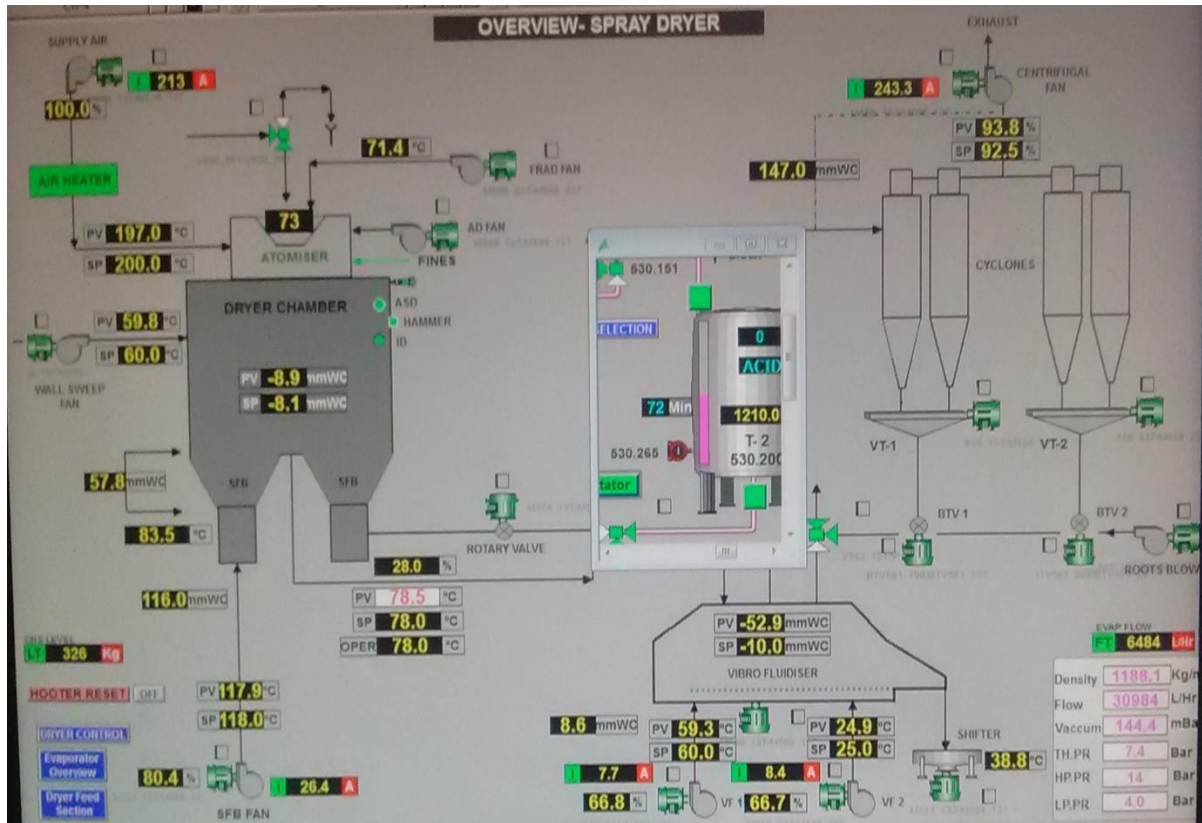 OVERVIEW- SPRAY DRYER
SUPPLY AIR
I 213 A
100.0 %
AIR HEATER
PV 197.0 °C
SP 200.0 °C
71.4 °C
FRAD FAN
73
ATOMISER
AD FAN
FINES
DRYER CHAMBER
ASD
HAMMER
ID
PV 59.8 °C
SP 60.0 °C
WALL SWEEP
FAN
PV -8.9 mmWC
SP -8.1 mmWC
SFB
SFB
57.8 mmWC
83.5 °C
116.0 mmWC
ROTARY VALVE
28.0 %
PV 78.5 °C
SP 78.0 °C
OPER 78.0 °C
LT 326 Kg
HOOTER RESET OFF
DRYER CONTROL
Evaporator
Overview
Dryer Feed
Section
PV 117.9 °C
SP 118.0 °C
80.4 %
I 26.4 A
SFB FAN
530.151
ELECTION
0
ACID
72 Min
1210.0
T- 2
530.200
530.265
tator
EXHAUST
I 243.3 A
CENTRIFUGAL
FAN
PV 93.8 %
SP 92.5 %
147.0 mmWC
CYCLONES
VT-1
VT-2
BTV 1
BTV 2
ROOTS BLOW
PV -52.9 mmWC
SP -10.0 mmWC
VIBRO FLUIDISER
8.6 mmWC
PV 59.3 °C
SP 60.0 °C
I 7.7 A
66.8 %
VF 1
PV 24.9 °C
SP 25.0 °C
I 8.4 A
66.7 %
VF 2
SHIFTER
38.8 °C
EVAP FLOW
FT 6484 L/Hr
Density 1188.1 Kg/m
Flow 30984 L/Hr
Vaccum 144.4 mBa
TH.PR 7.4 Bar
HP.PR 14 Bar
LP.PR 4.0 Bar